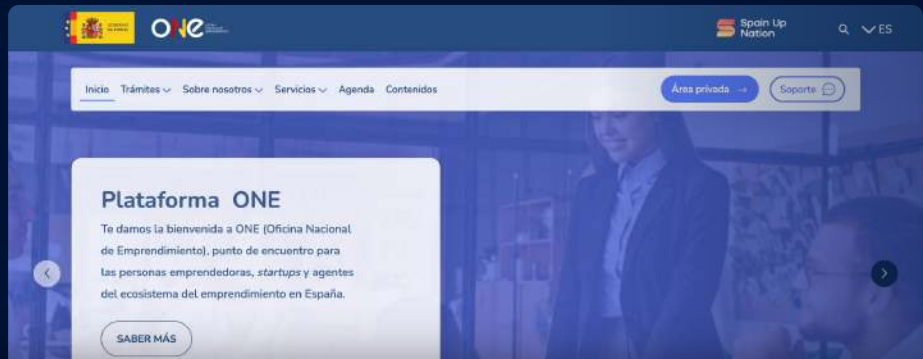 ONE
Spain Up
Nation
ES
Inicio Trámites Sobre nosotros Servicios Agenda Contenidos
Área privada → Soporte
Plataforma ONE
Te damos la bienvenida a ONE (Oficina Nacional
de Emprendimiento), punto de encuentro para
las personas emprendedoras, startups y agentes
del ecosistema del emprendimiento en España.
SABER MÁS